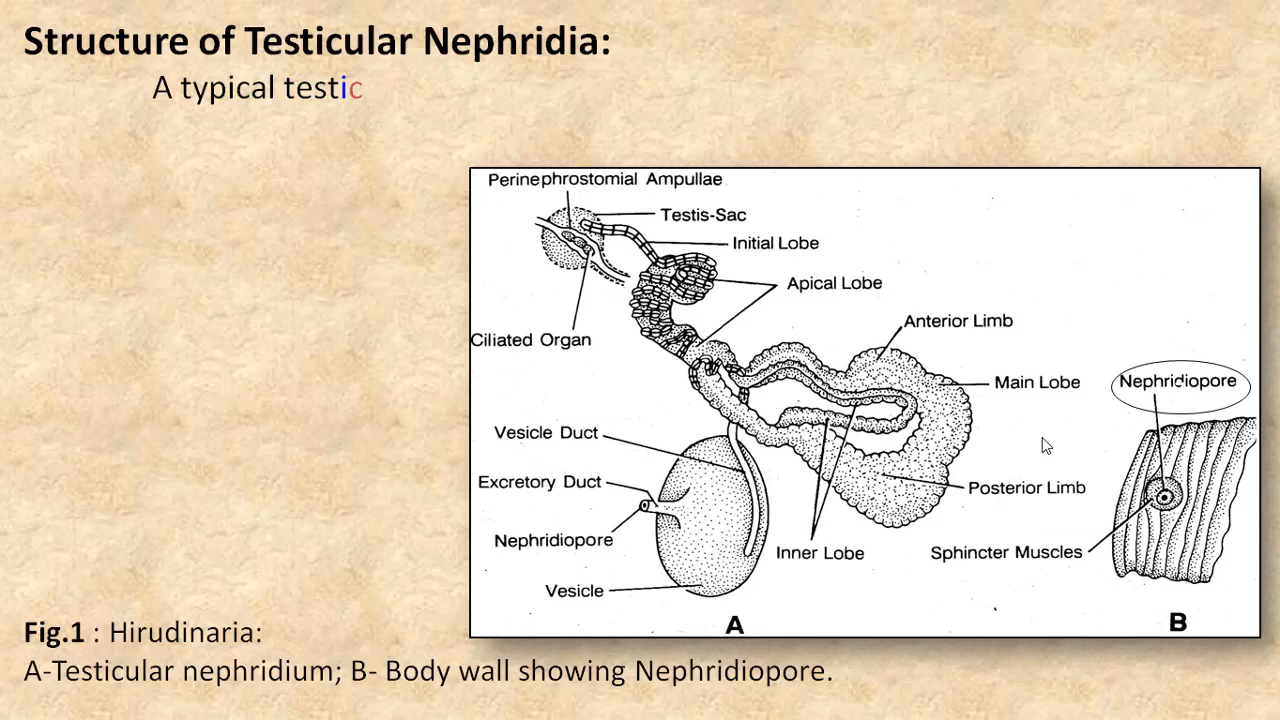 Structure of Testicular Nephridia:
A typical testic
Perinephrostomial Ampullae
Testis-Sac
Initial Lobe
Apical Lobe
Ciliated Organ
Anterior Limb
Main Lobe
Nephridiopore
Vesicle Duct
Excretory Duct
Posterior Limb
Nephridiopore
Inner Lobe
Sphincter Muscles
Vesicle
A
B
Fig.1 : Hirudinaria:
A-Testicular nephridium; B- Body wall showing Nephridiopore.